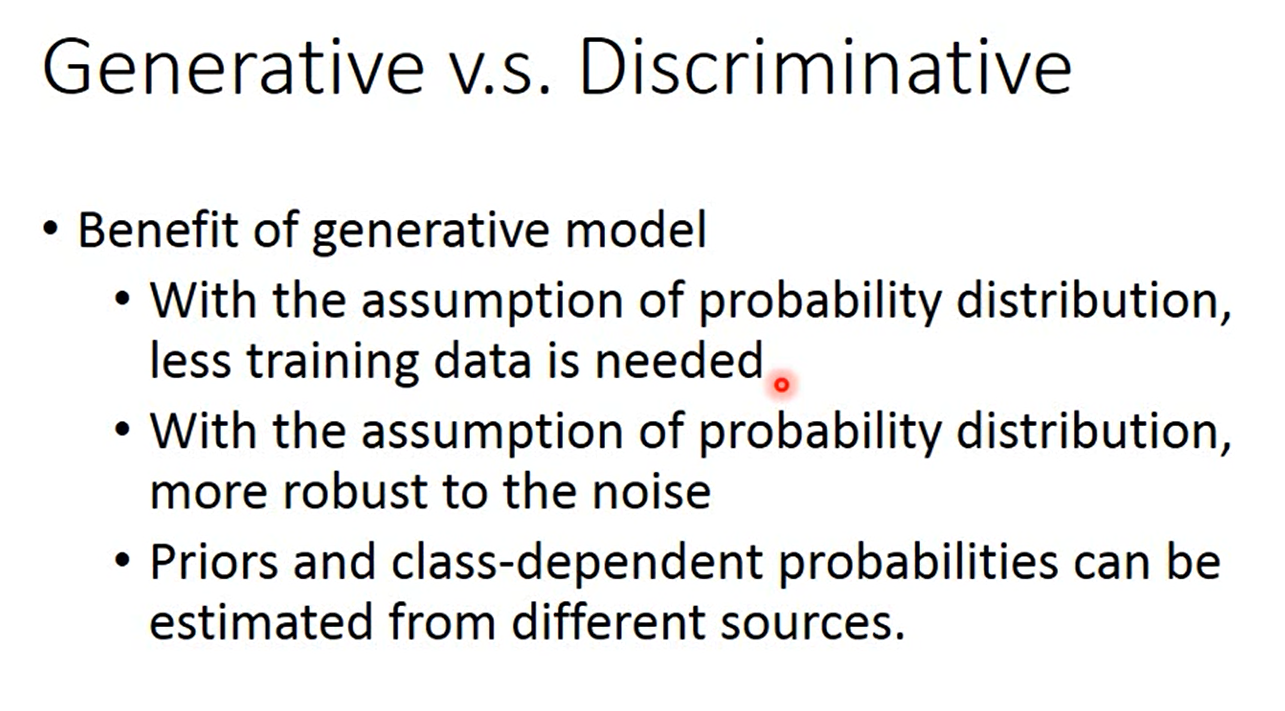 Generative v.s. Discriminative
• Benefit of generative model
• With the assumption of probability distribution,
less training data is needed
• With the assumption of probability distribution,
more robust to the noise
• Priors and class-dependent probabilities can be
estimated from different sources.